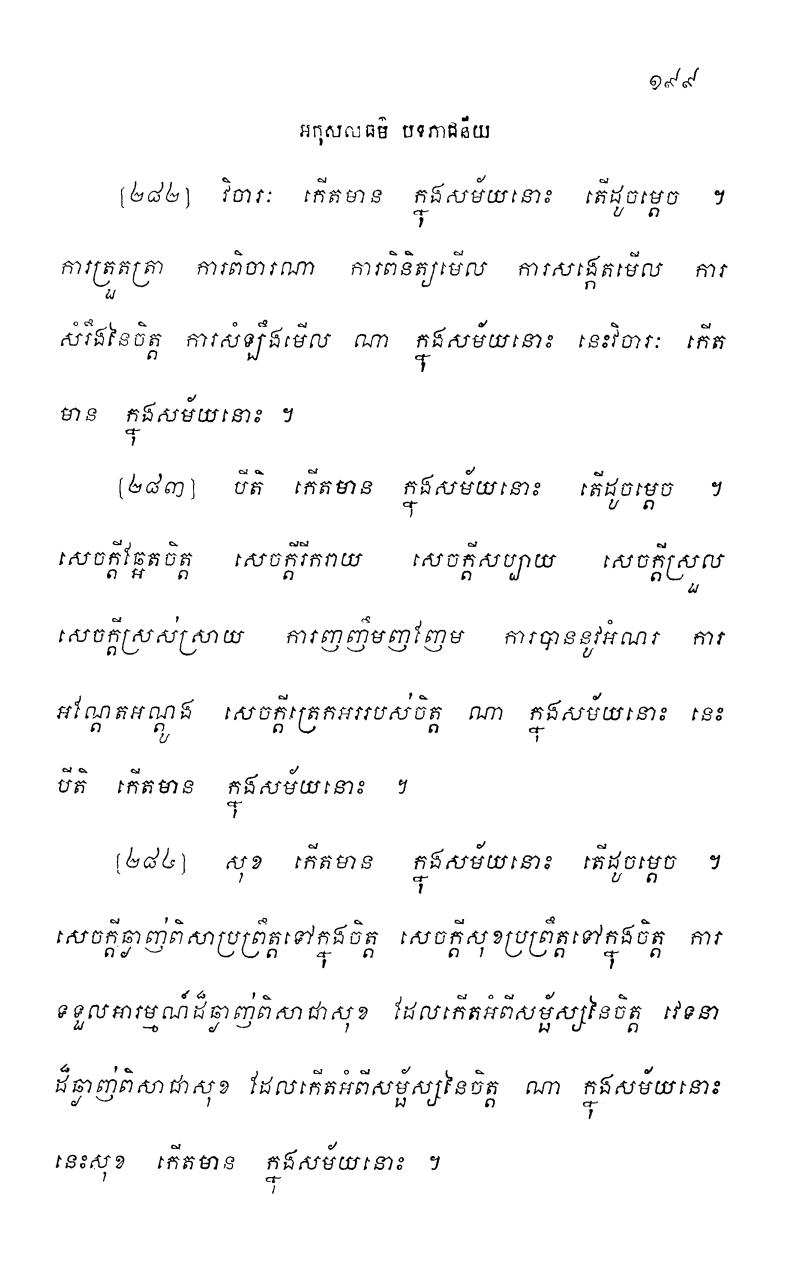 ១៩៩
អកុសលធម៌ បទភាជនីយ
[២៨២] វិចារៈ កើតមាន ក្នុងសម័យនោះ តើដូចម្តេច ។
ការត្រួតត្រា ការពិចារណា ការពិនិត្យមើល ការសង្កេតមើល ការ
សំរឹងនៃចិត្ត ការសំឡឹងមើល ណា ក្នុងសម័យនោះ នេះវិចារៈ កើត
មាន ក្នុងសម័យនោះ ។
[២៨៣] បីតិ កើតមាន ក្នុងសម័យនោះ តើដូចម្តេច ។
សេចក្តីឆ្អែតចិត្ត សេចក្តីរីករាយ សេចក្តីសប្បាយ សេចក្តីស្រួល
សេចក្តីស្រស់ស្រាយ ការញញឹមញញែម ការបាននូវអំណរ ការ
អណ្តែតអណ្តូង សេចក្តីត្រេកអររបស់ចិត្ត ណា ក្នុងសម័យនោះ នេះ
បីតិ កើតមាន ក្នុងសម័យនោះ ។
[២៨៤] សុខ កើតមាន ក្នុងសម័យនោះ តើដូចម្តេច ។
សេចក្តីឆ្ងាញ់ពិសាប្រព្រឹត្តទៅក្នុងចិត្ត សេចក្តីសុខប្រព្រឹត្តទៅក្នុងចិត្ត ការ
ទទួលអារម្មណ៍ដ៏ឆ្ងាញ់ពិសាជាសុខ ដែលកើតអំពីសម្ផ័ស្សនៃចិត្ត វេទនា
ដ៏ឆ្ងាញ់ពិសាជាសុខ ដែលកើតអំពីសម្ផ័ស្សនៃចិត្ត ណា ក្នុងសម័យនោះ
នេះសុខ កើតមាន ក្នុងសម័យនោះ ។